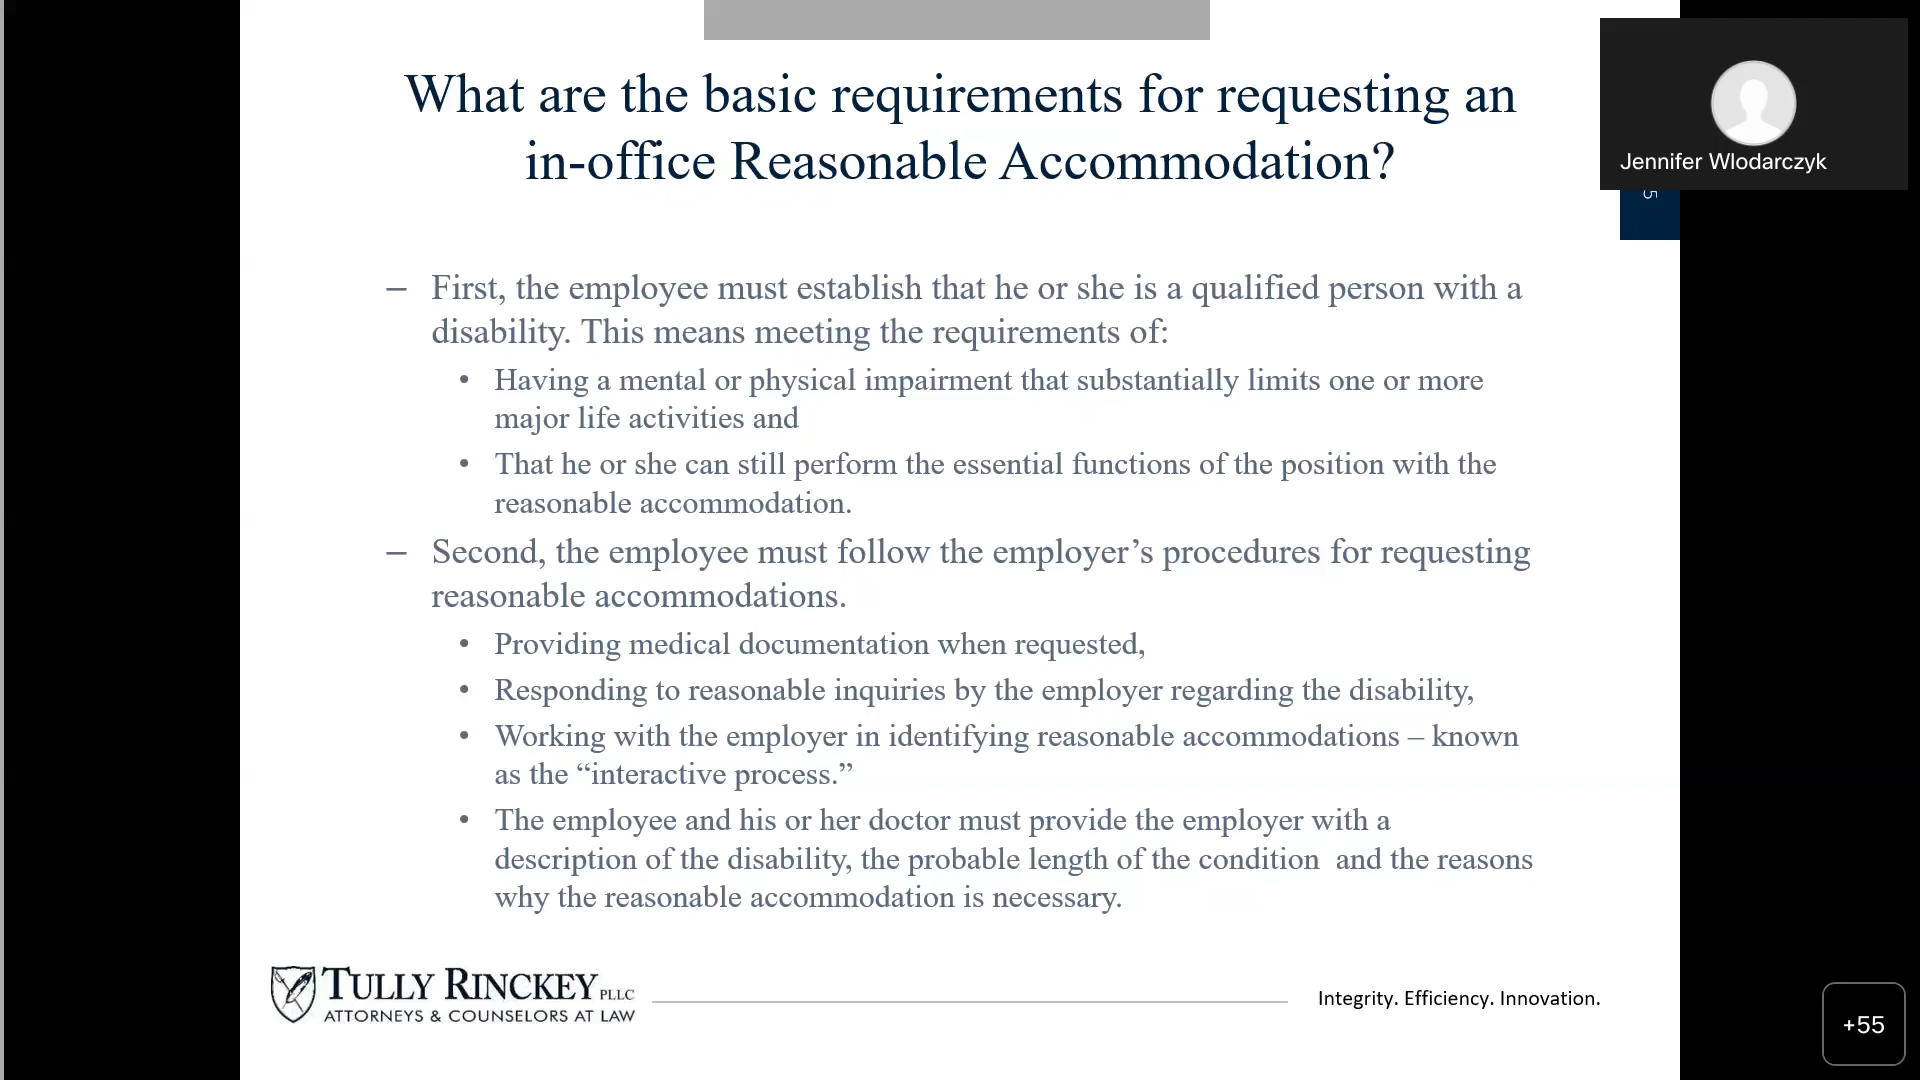 What are the basic requirements for requesting an
in-office Reasonable Accommodation?
Jennifer Wlodarczyk
5
– First, the employee must establish that he or she is a qualified person with a
disability. This means meeting the requirements of:
• Having a mental or physical impairment that substantially limits one or more
major life activities and
• That he or she can still perform the essential functions of the position with the
reasonable accommodation.
– Second, the employee must follow the employer’s procedures for requesting
reasonable accommodations.
• Providing medical documentation when requested,
• Responding to reasonable inquiries by the employer regarding the disability,
• Working with the employer in identifying reasonable accommodations – known
as the “interactive process.”
• The employee and his or her doctor must provide the employer with a
description of the disability, the probable length of the condition  and the reasons
why the reasonable accommodation is necessary.
TULLY RINCKEY PLLC
ATTORNEYS & COUNSELORS AT LAW
Integrity. Efficiency. Innovation.
+55